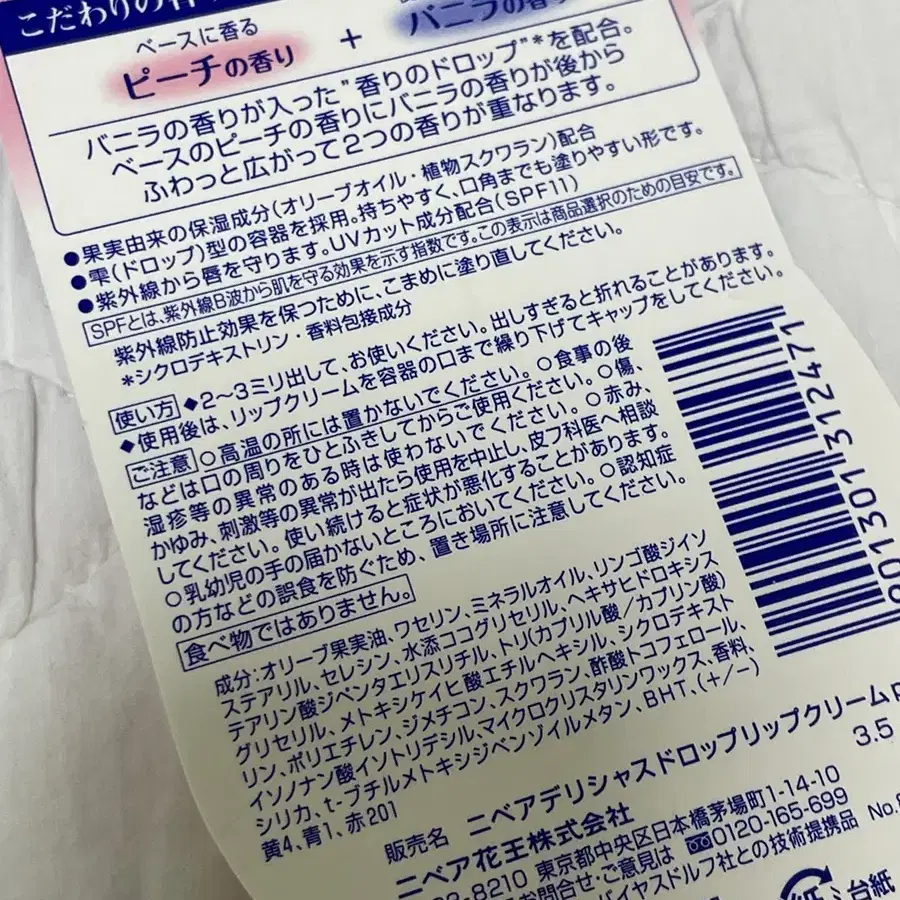 こだわりの
ベースに香る
ピーチの香り + バニラの香り
バニラの香りが入った"香りのドロップ"*を配合。
ベースのピーチの香りにバニラの香りが後から
ふわっと広がって2つの香りが重なります。
●果実由来の保湿成分(オリーブオイル・植物スクワラン)配合
●雫(ドロップ)型の容器を採用。持ちやすく、口角までも塗りやすい形です。
●紫外線から唇を守ります。UVカット成分配合(SPF11)
SPFとは、紫外線B波から肌を守る効果を示す指数です。この表示は商品選択のための目安です。
紫外線防止効果を保つために、こまめに塗り直してください。
*シクロデキストリン・香料包接成分
使い方 ◆2〜3ミリ出して、お使いください。出しすぎると折れることがあります。
◆使用後は、リップクリームを容器の口まで繰り下げてキャップをしてください。
ご注意 ○高温の所には置かないでください。○食事の後
などは口の周りをひとふきしてからご使用ください。○傷、
湿疹等の異常のある時は使わないでください。○赤み、
かゆみ、刺激等の異常が出たら使用を中止し、皮フ科医へ相談
してください。使い続けると症状が悪化することがあります。
○乳幼児の手の届かないところにおいてください。○認知症
の方などの誤食を防ぐため、置き場所に注意してください。
食べ物ではありません。
成分:オリーブ果実油、ワセリン、ミネラルオイル、リンゴ酸ジイソ
ステアリル、セレシン、水添ココグリセリル、ヘキサヒドロキシス
テアリン酸ジペンタエリスリチル、トリ(カプリル酸/カプリン酸)
グリセリル、メトキシケイヒ酸エチルヘキシル、シクロデキスト
リン、ポリエチレン、ジメチコン、スクワラン、酢酸トコフェロール、
イソノナン酸イソトリデシル、マイクロクリスタリンワックス、香料、
シリカ、t-ブチルメトキシジベンゾイルメタン、BHT、(+/−)
黄4、青1、赤201
販売名 ニベアデリシャスドロップリップクリームP
3.5
ニベア花王株式会社
8210 東京都中央区日本橋茅場町1-14-10
お問合せ・ご意見は 0120-165-699
バイヤスドルフ社との技術提携品 No.
台紙
901301312471